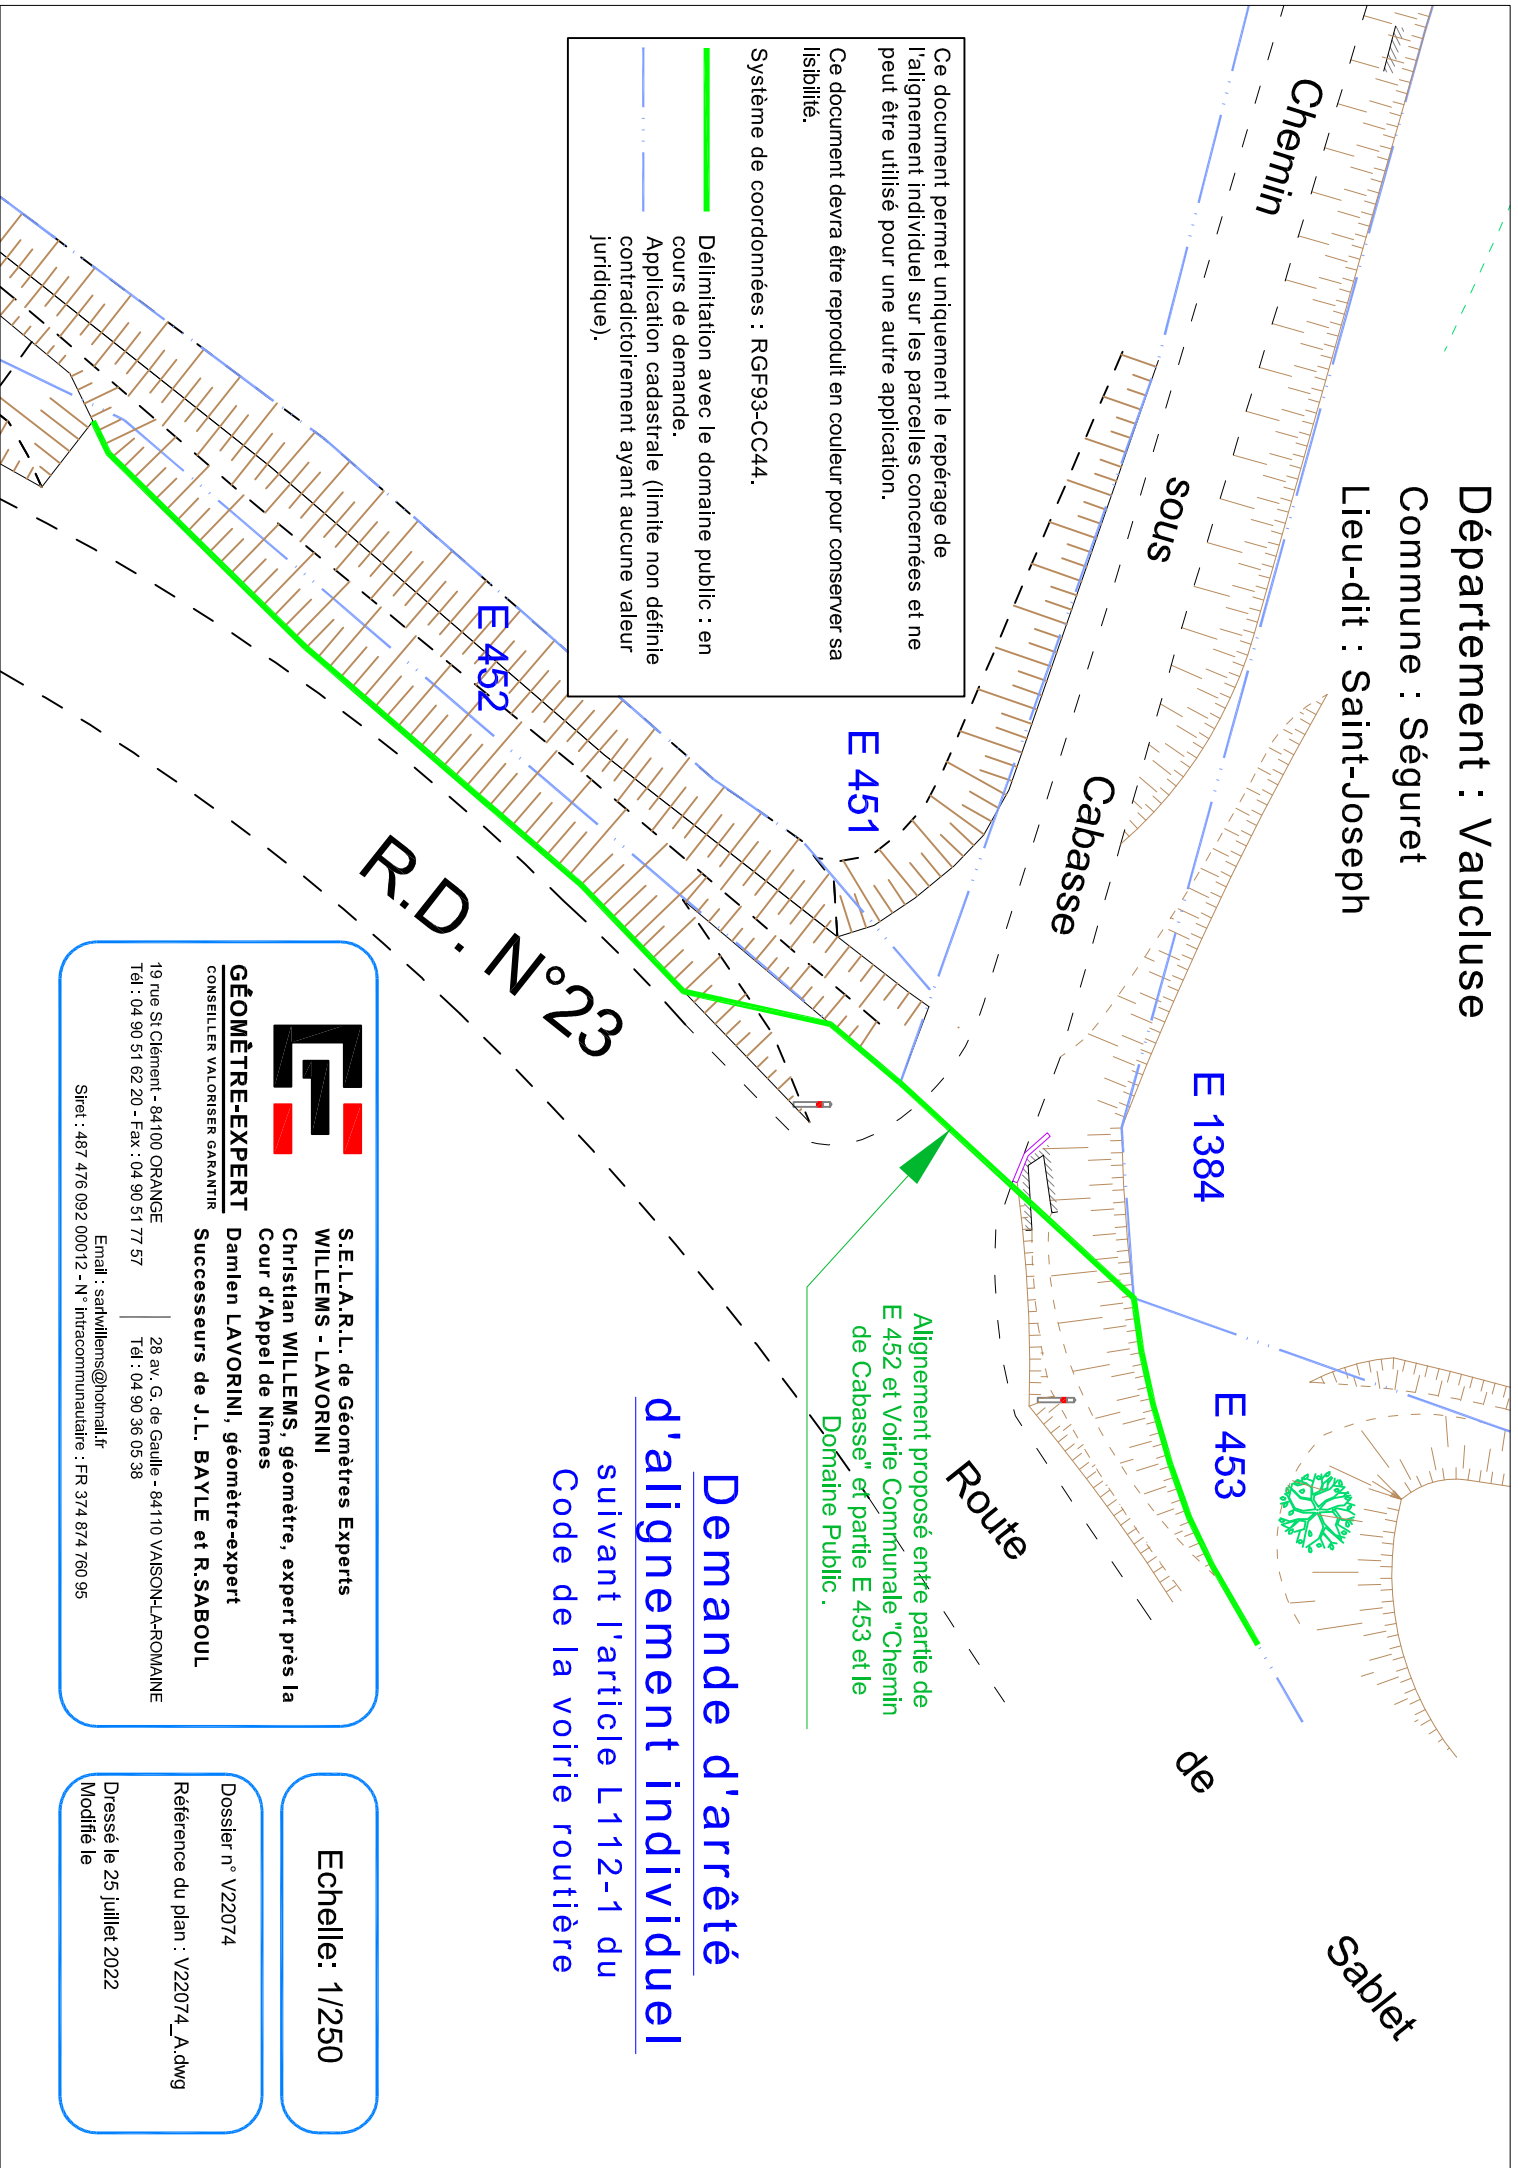 Département : Vaucluse
Commune : Séguret
Lieu-dit : Saint-Joseph
Chemin
sous
Cabasse
Ce document permet uniquement le repérage de
l'alignement individuel sur les parcelles concernées et ne
peut être utilisé pour une autre application.
Ce document devra être reproduit en couleur pour conserver sa
lisibilité.
Système de coordonnées : RGF93-CC44.
Délimitation avec le domaine public : en
cours de demande.
Application cadastrale (limite non définie
contradictoirement ayant aucune valeur
juridique).
E 451
E 452
E 1384
E 453
R.D. N°23
Route
de
Sablet
Alignement proposé entre partie de
E 452 et Voirie Communale "Chemin
de Cabasse" et partie E 453 et le
Domaine Public .
Demande d'arrêté
d'alignement individuel
suivant l'article L112-1 du
Code de la voirie routière
GÉOMÈTRE-EXPERT
CONSEILLER VALORISER GARANTIR
S.E.L.A.R.L. de Géomètres Experts
WILLEMS - LAVORINI
Christian WILLEMS, géomètre, expert près la
Cour d'Appel de Nîmes
Damien LAVORINI, géomètre-expert
Successeurs de J.L. BAYLE et R.SABOUL
19 rue St Clément - 84100 ORANGE
Tél : 04 90 51 62 20 - Fax : 04 90 51 77 57
28 av. G. de Gaulle - 84110 VAISON-LA-ROMAINE
Tél : 04 90 36 05 38
Email : sarlwillems@hotmail.fr
Siret : 487 476 092 00012 - N° intracommunautaire : FR 374 874 760 95
Echelle: 1/250
Dossier n° V22074
Référence du plan : V22074_A.dwg
Dressé le 25 juillet 2022
Modifié le